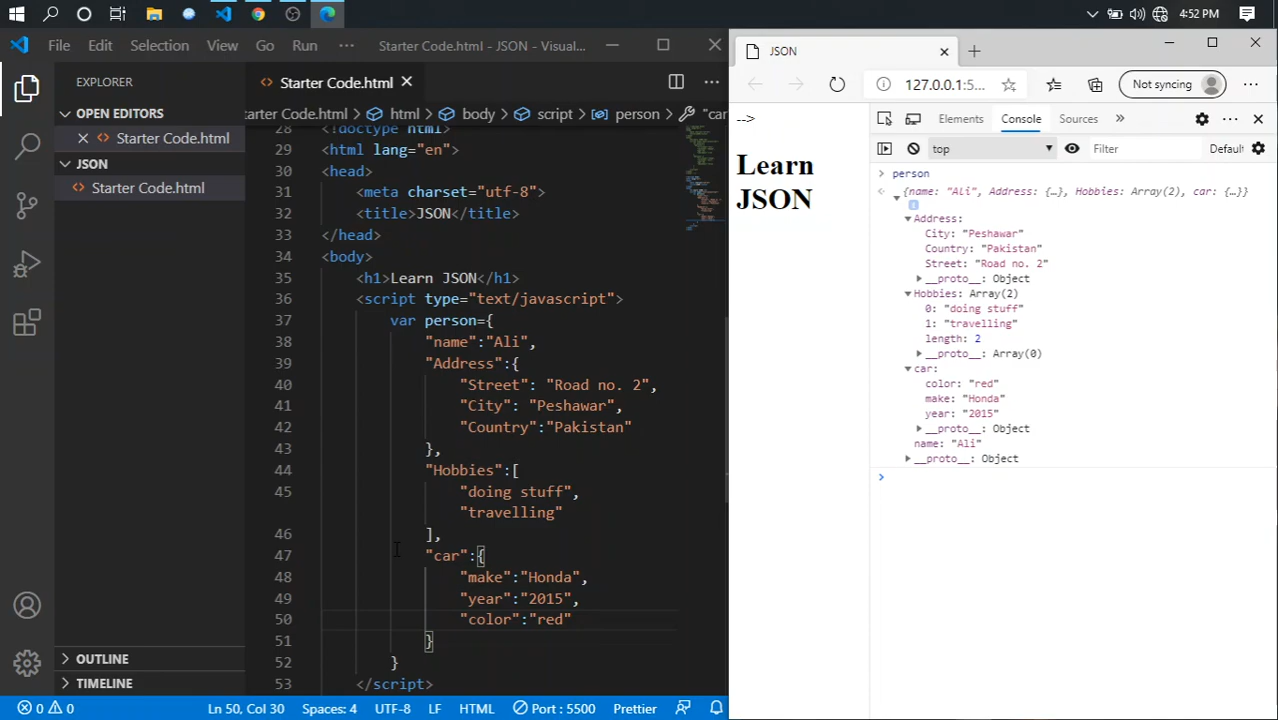 4:52 PM
File Edit Selection View Go Run ··· Starter Code.html - JSON - Visual...
EXPLORER
OPEN EDITORS
Starter Code.html
JSON
Starter Code.html
OUTLINE
TIMELINE
Starter Code.html
tarter Code.html > html > body > script > person > "car
28 <!doctype html>
29 <html lang="en">
30 <head>
31 <meta charset="utf-8">
32 <title>JSON</title>
33 </head>
34 <body>
35 <h1>Learn JSON</h1>
36 <script type="text/javascript">
37 var person={
38 "name":"Ali",
39 "Address":{
40 "Street": "Road no. 2",
41 "City": "Peshawar",
42 "Country":"Pakistan"
43 },
44 "Hobbies":[
45 "doing stuff",
"travelling"
46 ],
47 "car":{
48 "make":"Honda",
49 "year":"2015",
50 "color":"red"
51 }
52 }
53 </script>
0 0 Ln 50, Col 30 Spaces: 4 UTF-8 LF HTML Port : 5500 Prettier
JSON
127.0.0.1:5... Not syncing
-->
Learn
JSON
Elements Console Sources »
top Filter Default
person
{name: "Ali", Address: {…}, Hobbies: Array(2), car: {…}}
i
Address:
City: "Peshawar"
Country: "Pakistan"
Street: "Road no. 2"
__proto__: Object
Hobbies: Array(2)
0: "doing stuff"
1: "travelling"
length: 2
__proto__: Array(0)
car:
color: "red"
make: "Honda"
year: "2015"
__proto__: Object
name: "Ali"
__proto__: Object